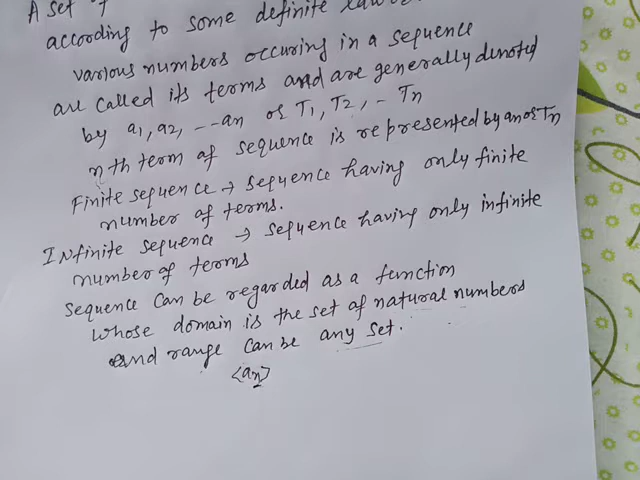 A set of
according to some definite
various numbers occuring in a sequence
are called its terms and are generally denoted
by a₁, a₂, --an or T₁, T₂, - Tn
nth term of sequence is represented by an or Tn
Finite sequence → sequence having only finite
number of terms.
Infinite sequence → sequence having only infinite
number of terms
Sequence can be regarded as a function
whose domain is the set of natural numbers
and range can be any set.
<an>